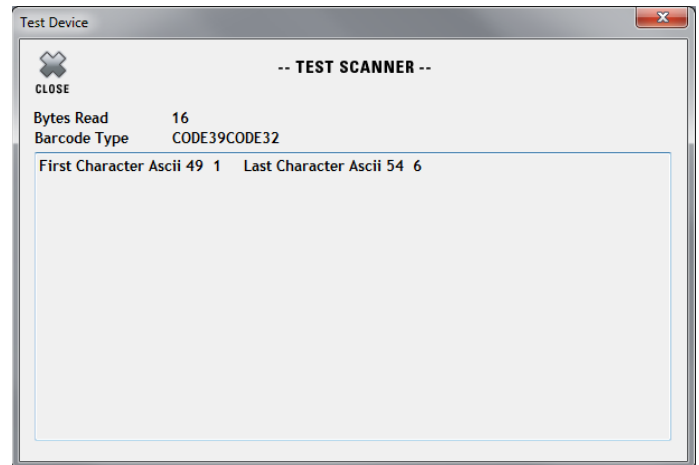 Test Device
-- TEST SCANNER --
CLOSE
Bytes Read 16
Barcode Type CODE39CODE32
First Character Ascii 49 1 Last Character Ascii 54 6